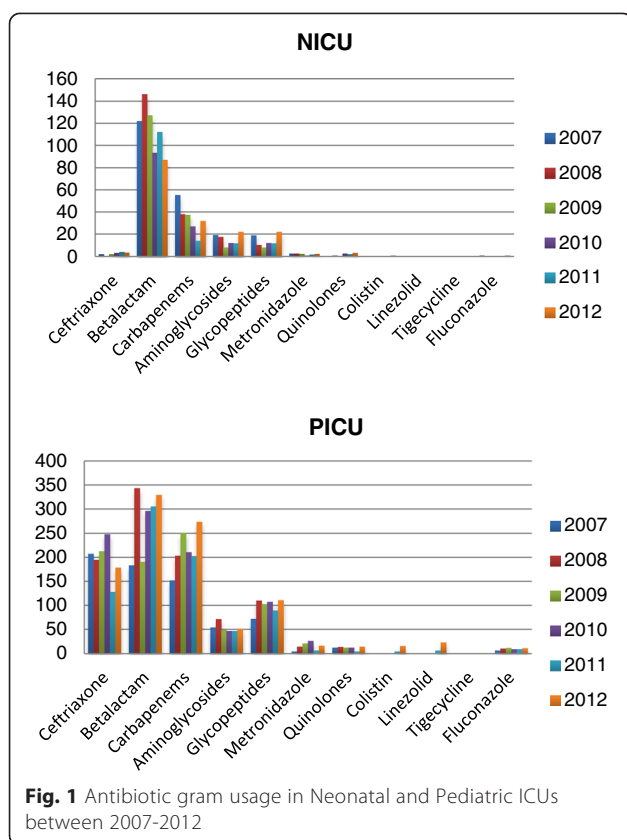 NICU
160
140
120
100
80
60
40
20
0
Ceftriaxone
Betalactam
Carbapenems
Aminoglycosides
Glycopeptides
Metronidazole
Quinolones
Colistin
Linezolid
Tigecycline
Fluconazole
2007
2008
2009
2010
2011
2012
PICU
400
350
300
250
200
150
100
50
0
Ceftriaxone
Betalactam
Carbapenems
Aminoglycosides
Glycopeptides
Metronidazole
Quinolones
Colistin
Linezolid
Tigecycline
Fluconazole
2007
2008
2009
2010
2011
2012
Fig. 1 Antibiotic gram usage in Neonatal and Pediatric ICUs
between 2007-2012